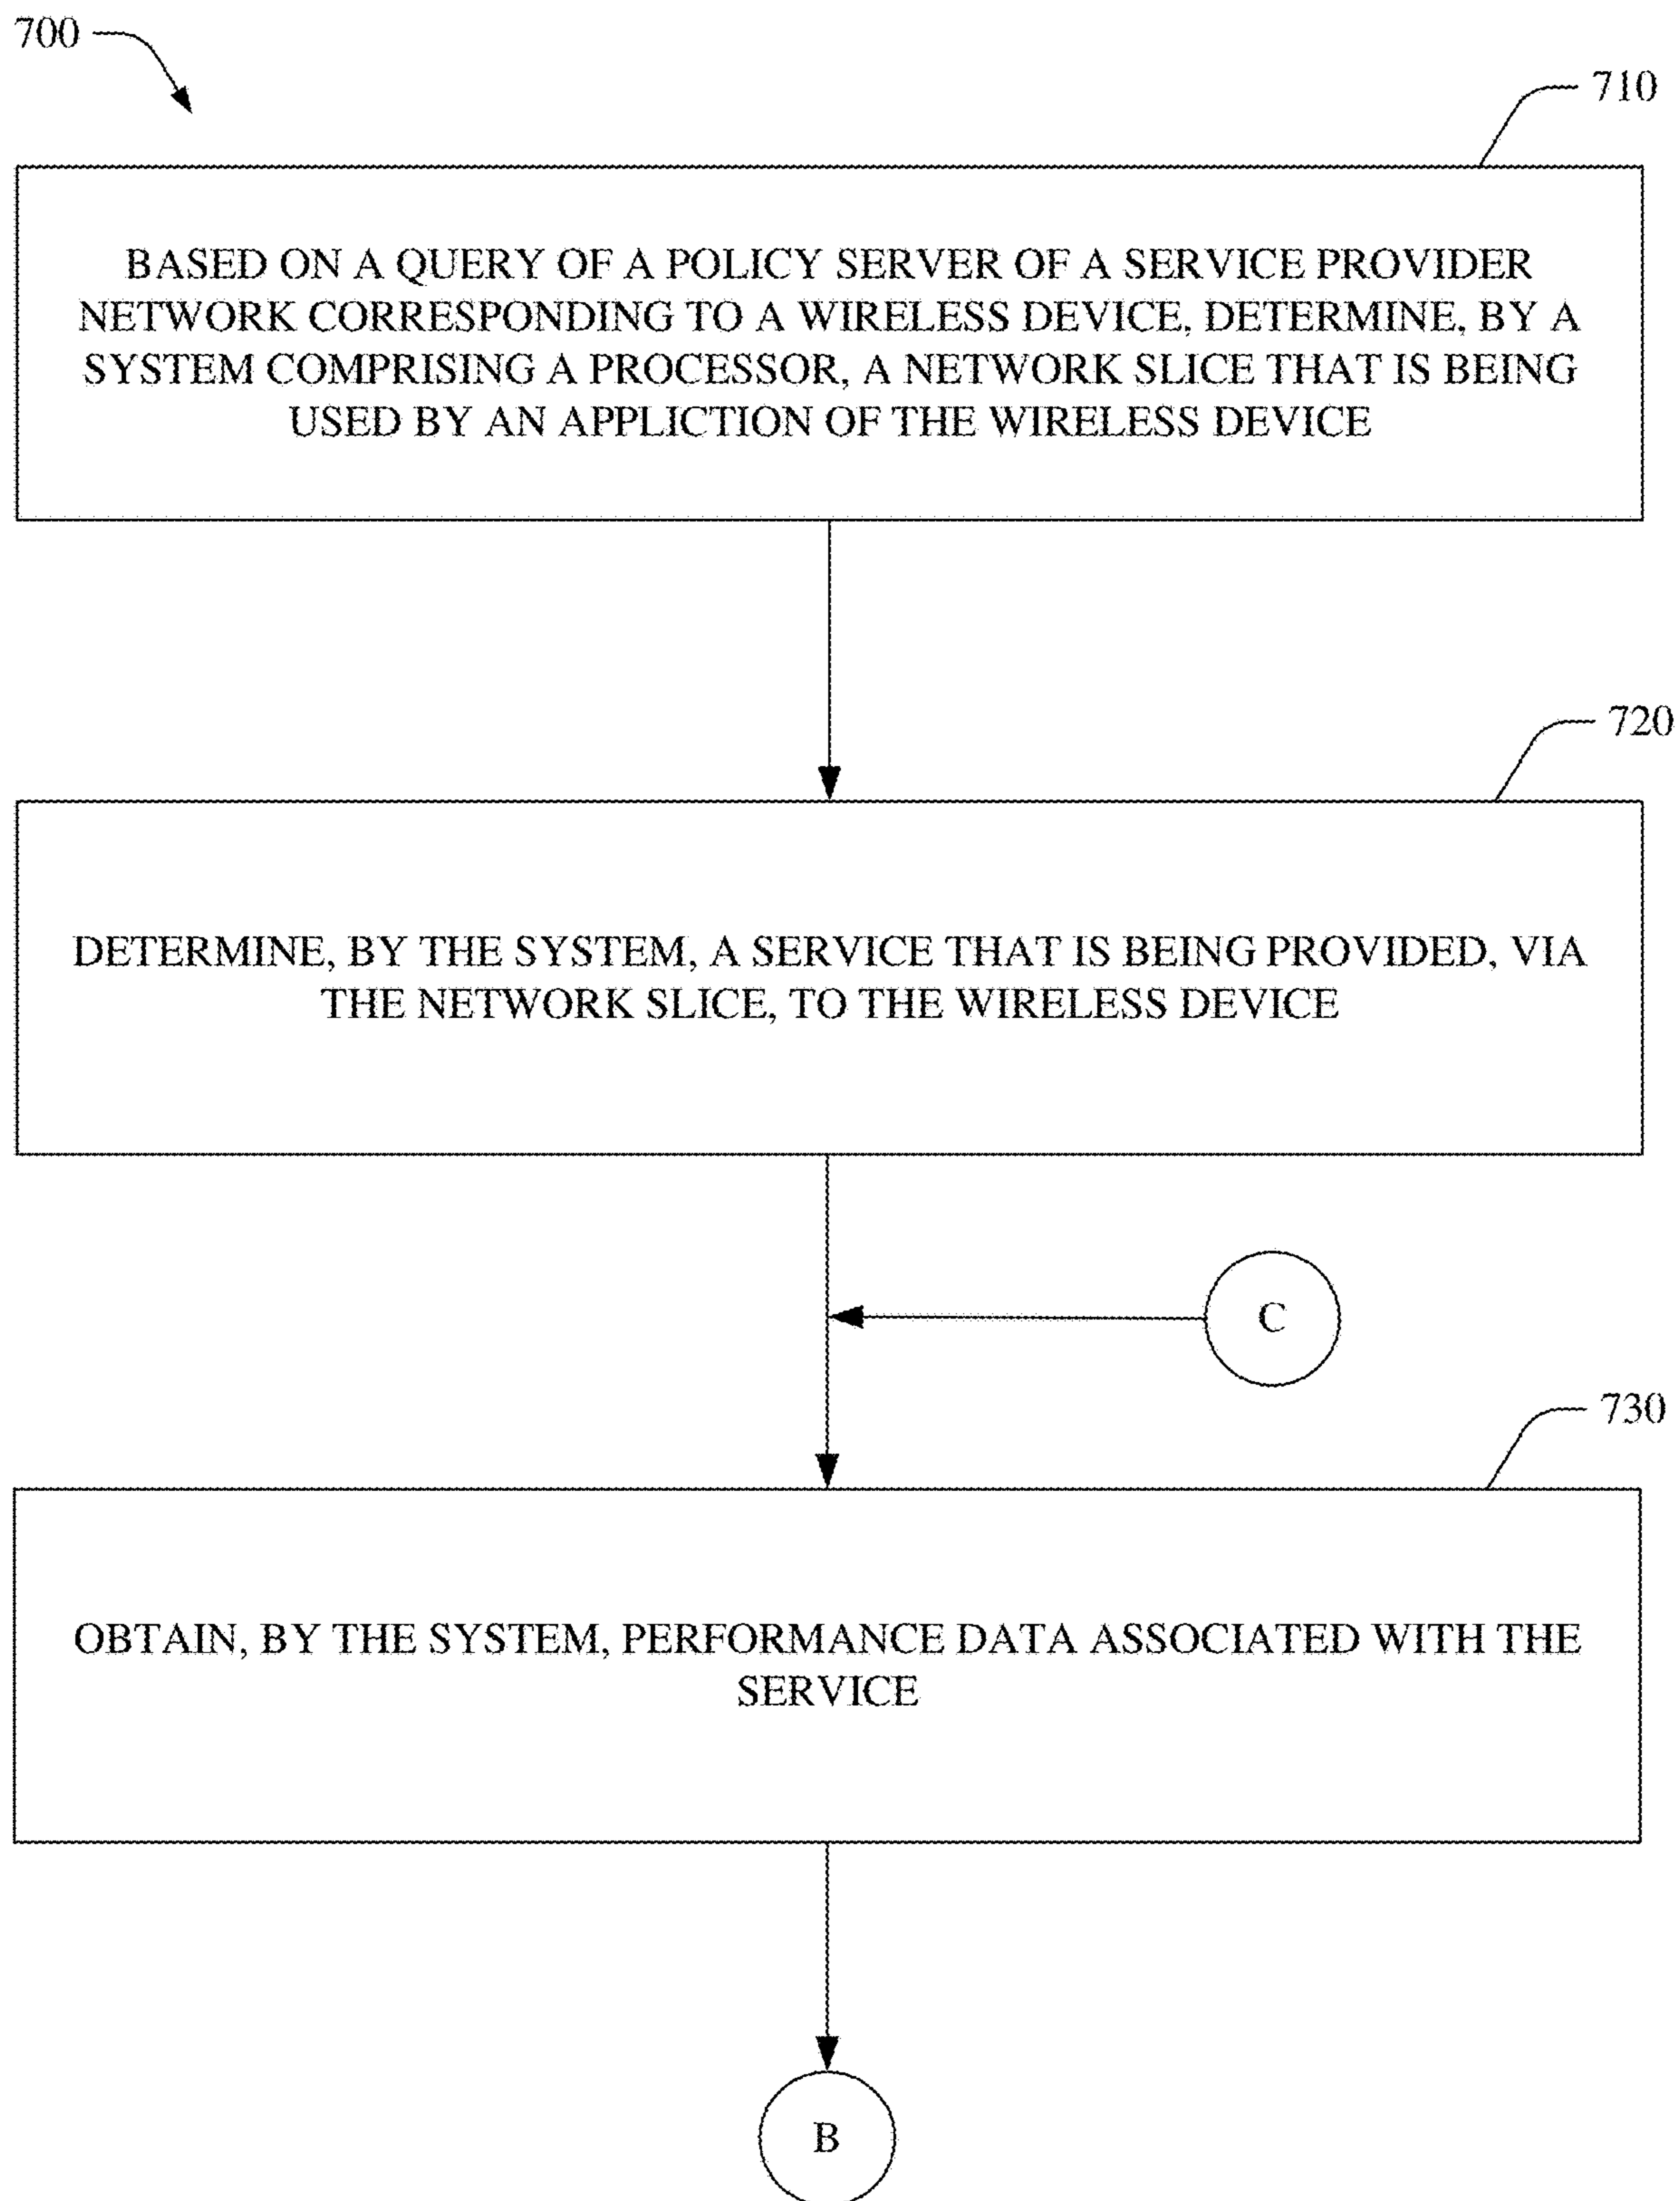 700
710
BASED ON A QUERY OF A POLICY SERVER OF A SERVICE PROVIDER
NETWORK CORRESPONDING TO A WIRELESS DEVICE, DETERMINE, BY A
SYSTEM COMPRISING A PROCESSOR, A NETWORK SLICE THAT IS BEING
USED BY AN APPLICTION OF THE WIRELESS DEVICE
720
DETERMINE, BY THE SYSTEM, A SERVICE THAT IS BEING PROVIDED, VIA
THE NETWORK SLICE, TO THE WIRELESS DEVICE
C
730
OBTAIN, BY THE SYSTEM, PERFORMANCE DATA ASSOCIATED WITH THE
SERVICE
B